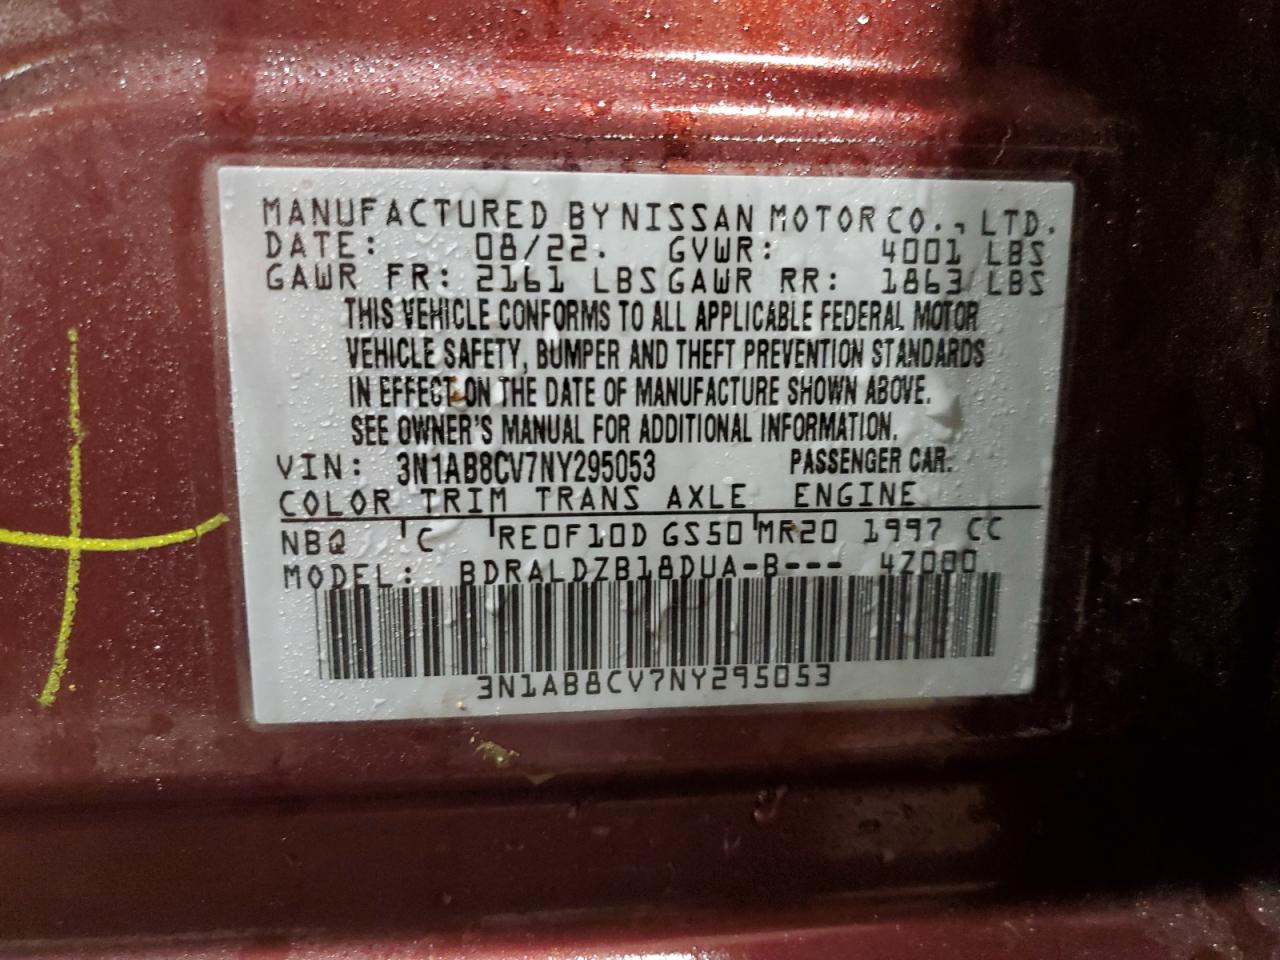 MANUFACTURED BY NISSAN MOTOR CO., LTD.
DATE: 08/22. GVWR: 4001 LBS
GAWR FR: 2161 LBS GAWR RR: 1863 LBS
THIS VEHICLE CONFORMS TO ALL APPLICABLE FEDERAL MOTOR
VEHICLE SAFETY, BUMPER AND THEFT PREVENTION STANDARDS
IN EFFECT ON THE DATE OF MANUFACTURE SHOWN ABOVE.
SEE OWNER'S MANUAL FOR ADDITIONAL INFORMATION.
VIN: 3N1AB8CV7NY295053 PASSENGER CAR.
COLOR TRIM TRANS AXLE ENGINE
NBQ C RE0F10D GS50 MR20 1997 CC
MODEL: BDRALDZB18DUA-B--- 4Z000
3N1AB8CV7NY295053